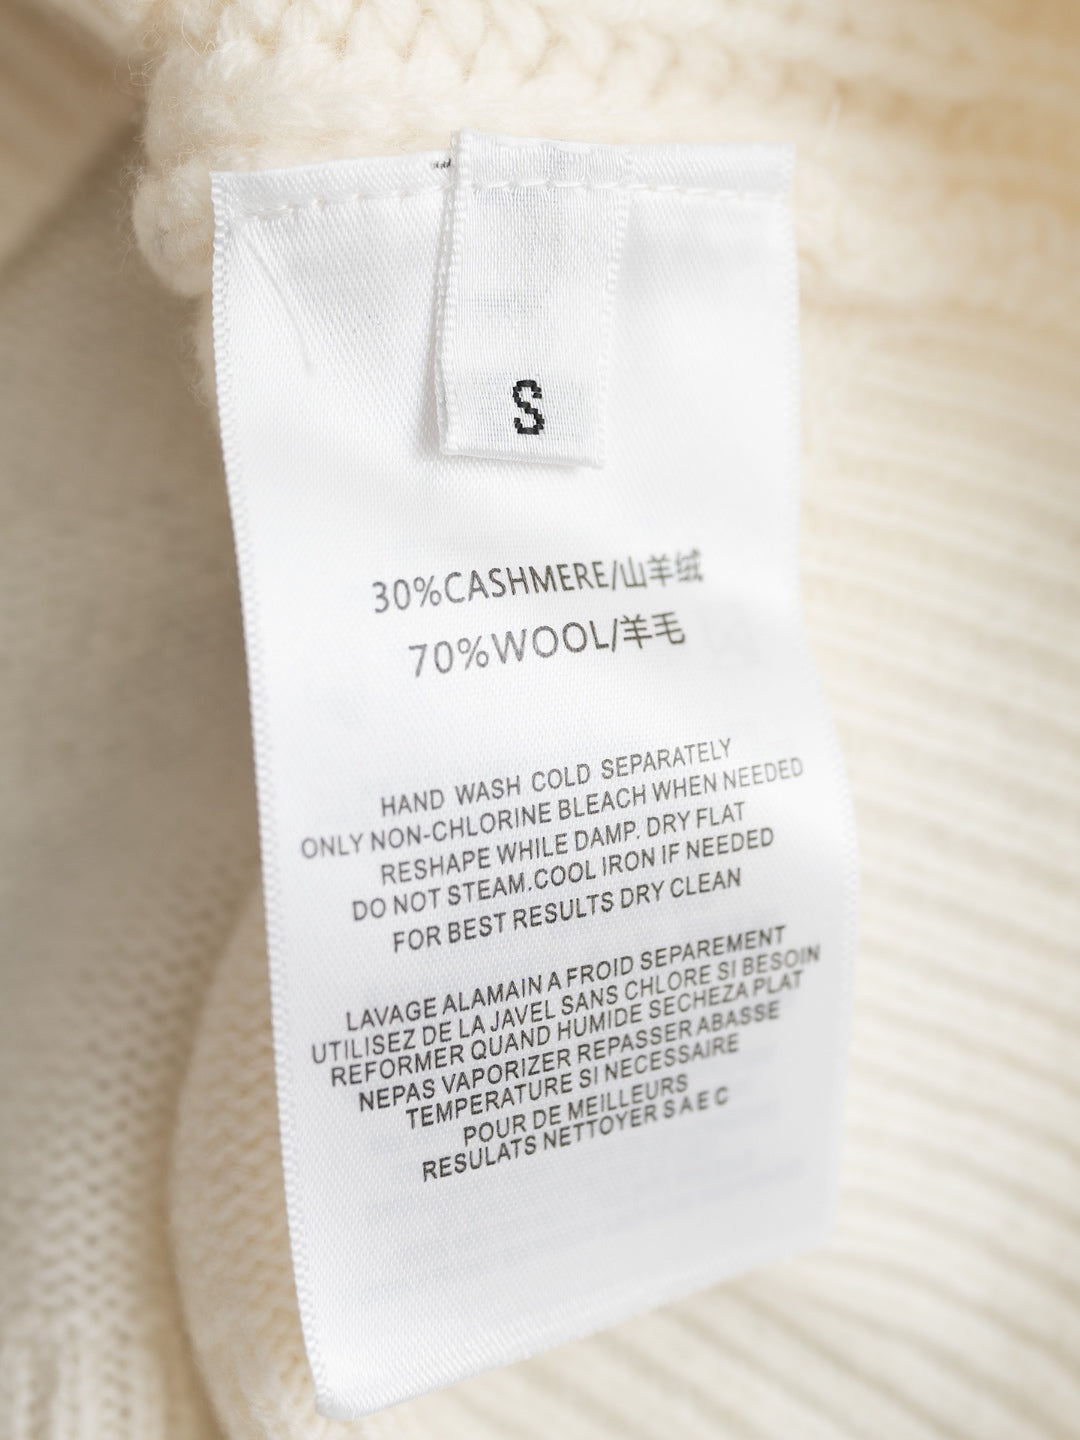 S
30%CASHMERE/山羊绒
70%WOOL/羊毛
HAND WASH COLD SEPARATELY
ONLY NON-CHLORINE BLEACH WHEN NEEDED
RESHAPE WHILE DAMP. DRY FLAT
DO NOT STEAM.COOL IRON IF NEEDED
FOR BEST RESULTS DRY CLEAN
LAVAGE ALAMAIN A FROID SEPAREMENT
UTILISEZ DE LA JAVEL SANS CHLORE SI BESOIN
REFORMER QUAND HUMIDE SECHEZA PLAT
NEPAS VAPORIZER REPASSER ABASSE
TEMPERATURE SI NECESSAIRE
POUR DE MEILLEURS
RESULATS NETTOYER S A E C